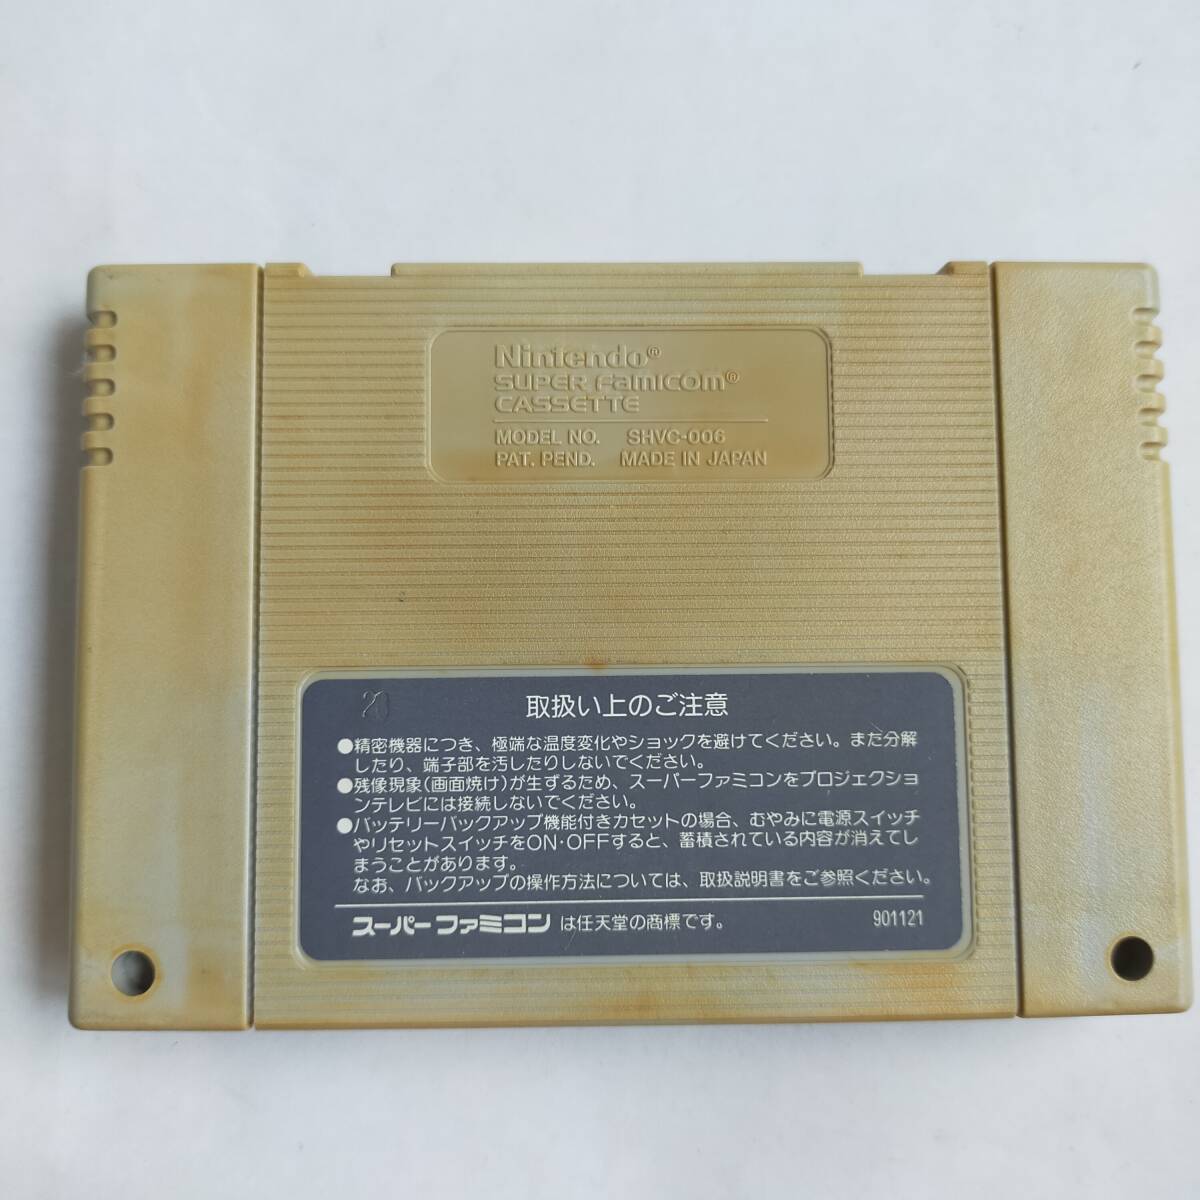 Nintendo®
SUPER Famicom®
CASSETTE
MODEL NO. SHVC-006
PAT. PEND. MADE IN JAPAN
20
取扱い上のご注意
●精密機器につき、極端な温度変化やショックを避けてください。また分解
したり、端子部を汚したりしないでください。
●残像現象(画面焼け)が生ずるため、スーパーファミコンをプロジェクショ
ンテレビには接続しないでください。
●バッテリーバックアップ機能付きカセットの場合、むやみに電源スイッチ
やリセットスイッチをON・OFFすると、蓄積されている内容が消えてし
まうことがあります。
なお、バックアップの操作方法については、取扱説明書をご参照ください。
スーパーファミコン は任天堂の商標です。 901121